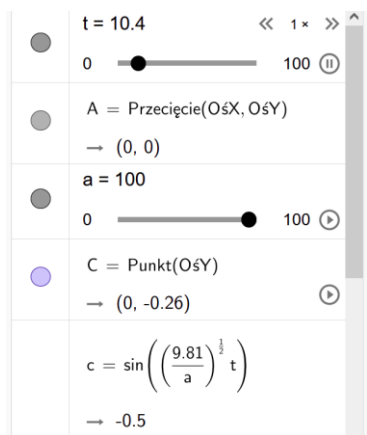 t = 10.4 « 1 × »
0 100
A = Przecięcie(OśX, OśY)
→ (0, 0)
a = 100
0 100
C = Punkt(OśY)
→ (0, -0.26)
c = sin((9.81/a)^(1/2) t)
→ -0.5